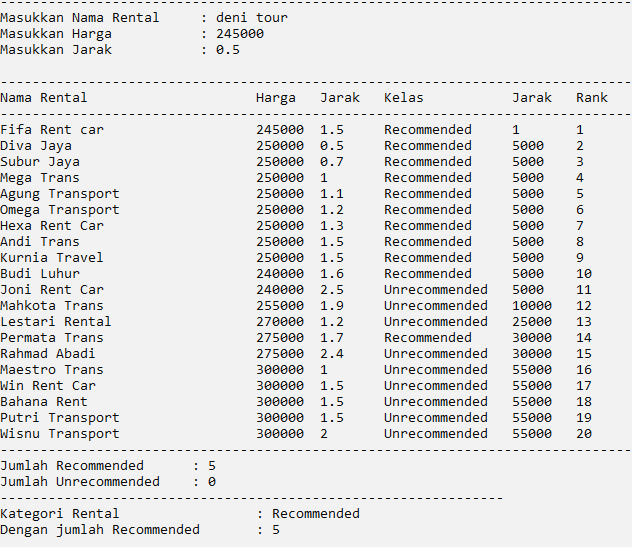 Masukkan Nama Rental : deni tour
Masukkan Harga : 245000
Masukkan Jarak : 0.5
Nama Rental Harga Jarak Kelas Jarak Rank
Fifa Rent car 245000 1.5 Recommended 1 1
Diva Jaya 250000 0.5 Recommended 5000 2
Subur Jaya 250000 0.7 Recommended 5000 3
Mega Trans 250000 1 Recommended 5000 4
Agung Transport 250000 1.1 Recommended 5000 5
Omega Transport 250000 1.2 Recommended 5000 6
Hexa Rent Car 250000 1.3 Recommended 5000 7
Andi Trans 250000 1.5 Recommended 5000 8
Kurnia Travel 250000 1.5 Recommended 5000 9
Budi Luhur 240000 1.6 Recommended 5000 10
Joni Rent Car 240000 2.5 Unrecommended 5000 11
Mahkota Trans 255000 1.9 Unrecommended 10000 12
Lestari Rental 270000 1.2 Unrecommended 25000 13
Permata Trans 275000 1.7 Recommended 30000 14
Rahmad Abadi 275000 2.4 Unrecommended 30000 15
Maestro Trans 300000 1 Unrecommended 55000 16
Win Rent Car 300000 1.5 Unrecommended 55000 17
Bahana Rent 300000 1.5 Unrecommended 55000 18
Putri Transport 300000 1.5 Unrecommended 55000 19
Wisnu Transport 300000 2 Unrecommended 55000 20
Jumlah Recommended : 5
Jumlah Unrecommended : 0
Kategori Rental : Recommended
Dengan jumlah Recommended : 5